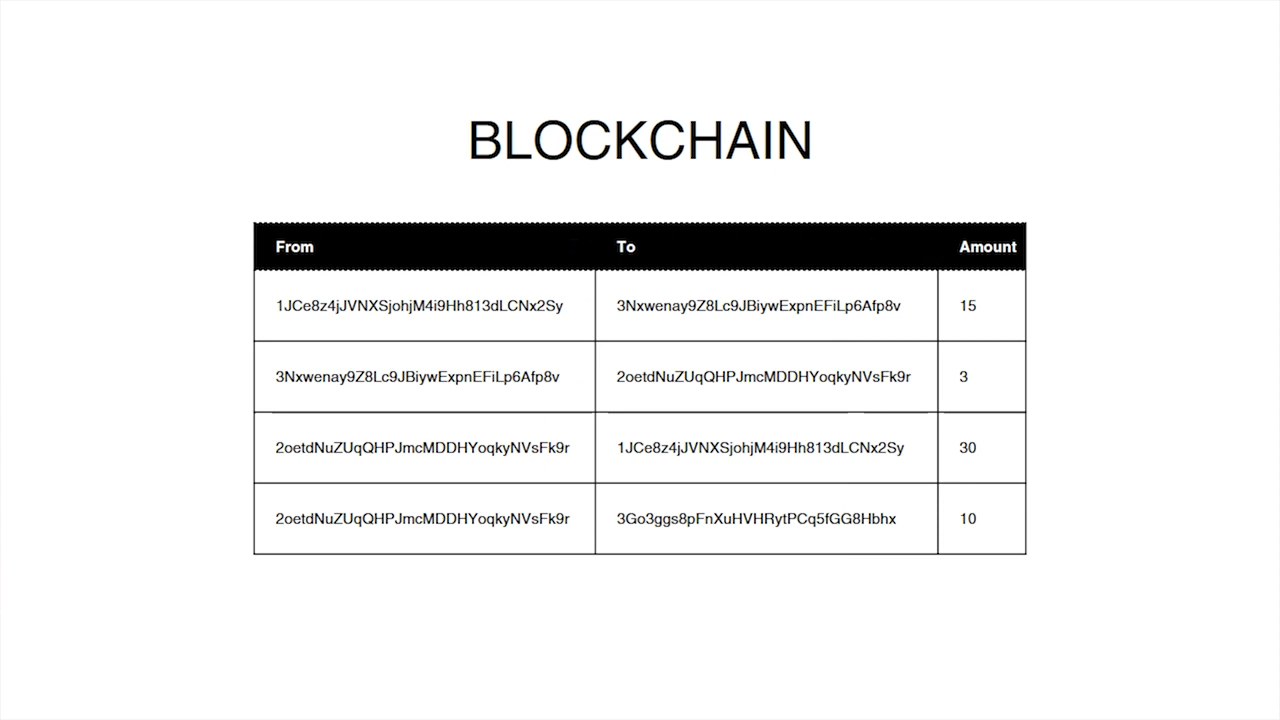 BLOCKCHAIN
From To Amount
1JCe8z4jJVNXSjohjM4i9Hh813dLCNx2Sy 3Nxwenay9Z8Lc9JBiywExpnEFiLp6Afp8v 15
3Nxwenay9Z8Lc9JBiywExpnEFiLp6Afp8v 2oetdNuZUqQHPJmcMDDHYoqkyNVsFk9r 3
2oetdNuZUqQHPJmcMDDHYoqkyNVsFk9r 1JCe8z4jJVNXSjohjM4i9Hh813dLCNx2Sy 30
2oetdNuZUqQHPJmcMDDHYoqkyNVsFk9r 3Go3ggs8pFnXuHVHRytPCq5fGG8Hbhx 10